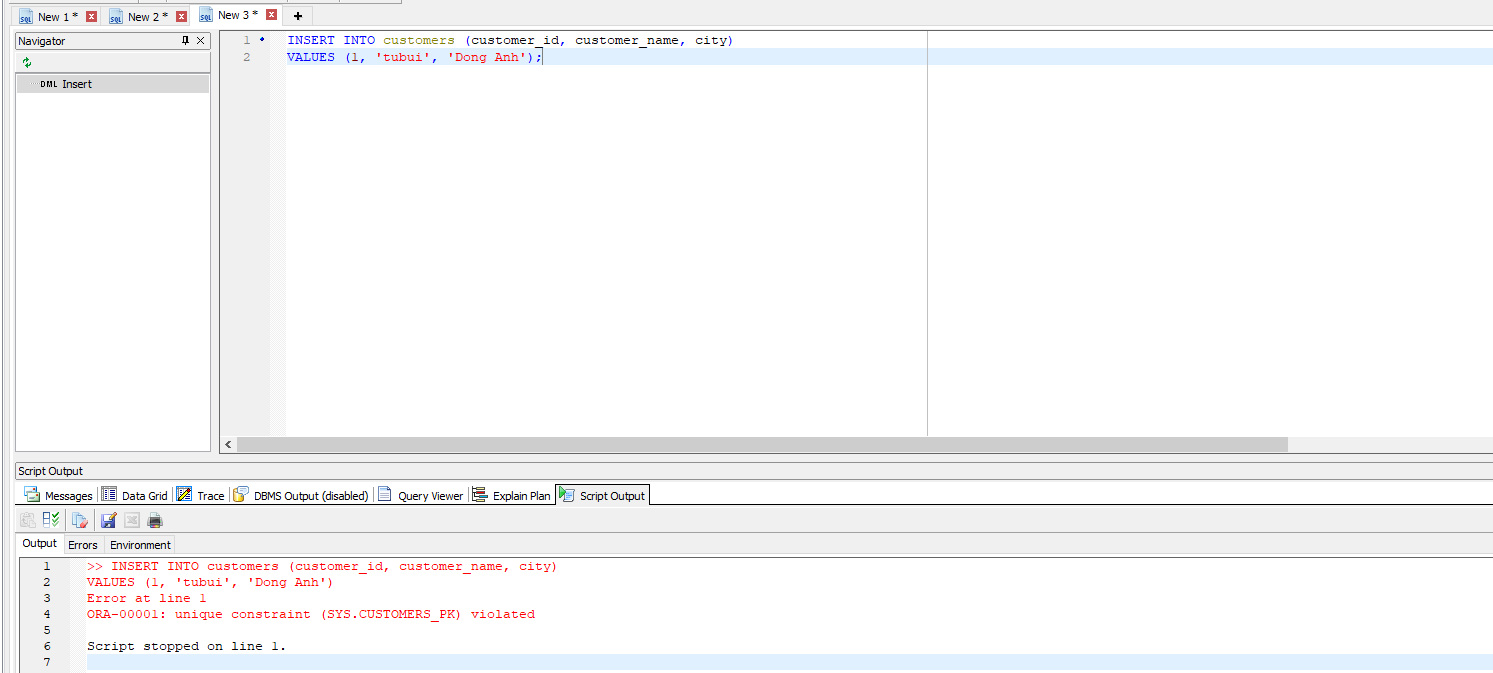 New 1 * New 2 * New 3 * +
Navigator
DML Insert
1 INSERT INTO customers (customer_id, customer_name, city)
2 VALUES (1, 'tubui', 'Dong Anh');
Script Output
Messages Data Grid Trace DBMS Output (disabled) Query Viewer Explain Plan Script Output
Output Errors Environment
1 >> INSERT INTO customers (customer_id, customer_name, city)
2 VALUES (1, 'tubui', 'Dong Anh')
3 Error at line 1
4 ORA-00001: unique constraint (SYS.CUSTOMERS_PK) violated
5
6 Script stopped on line 1.
7